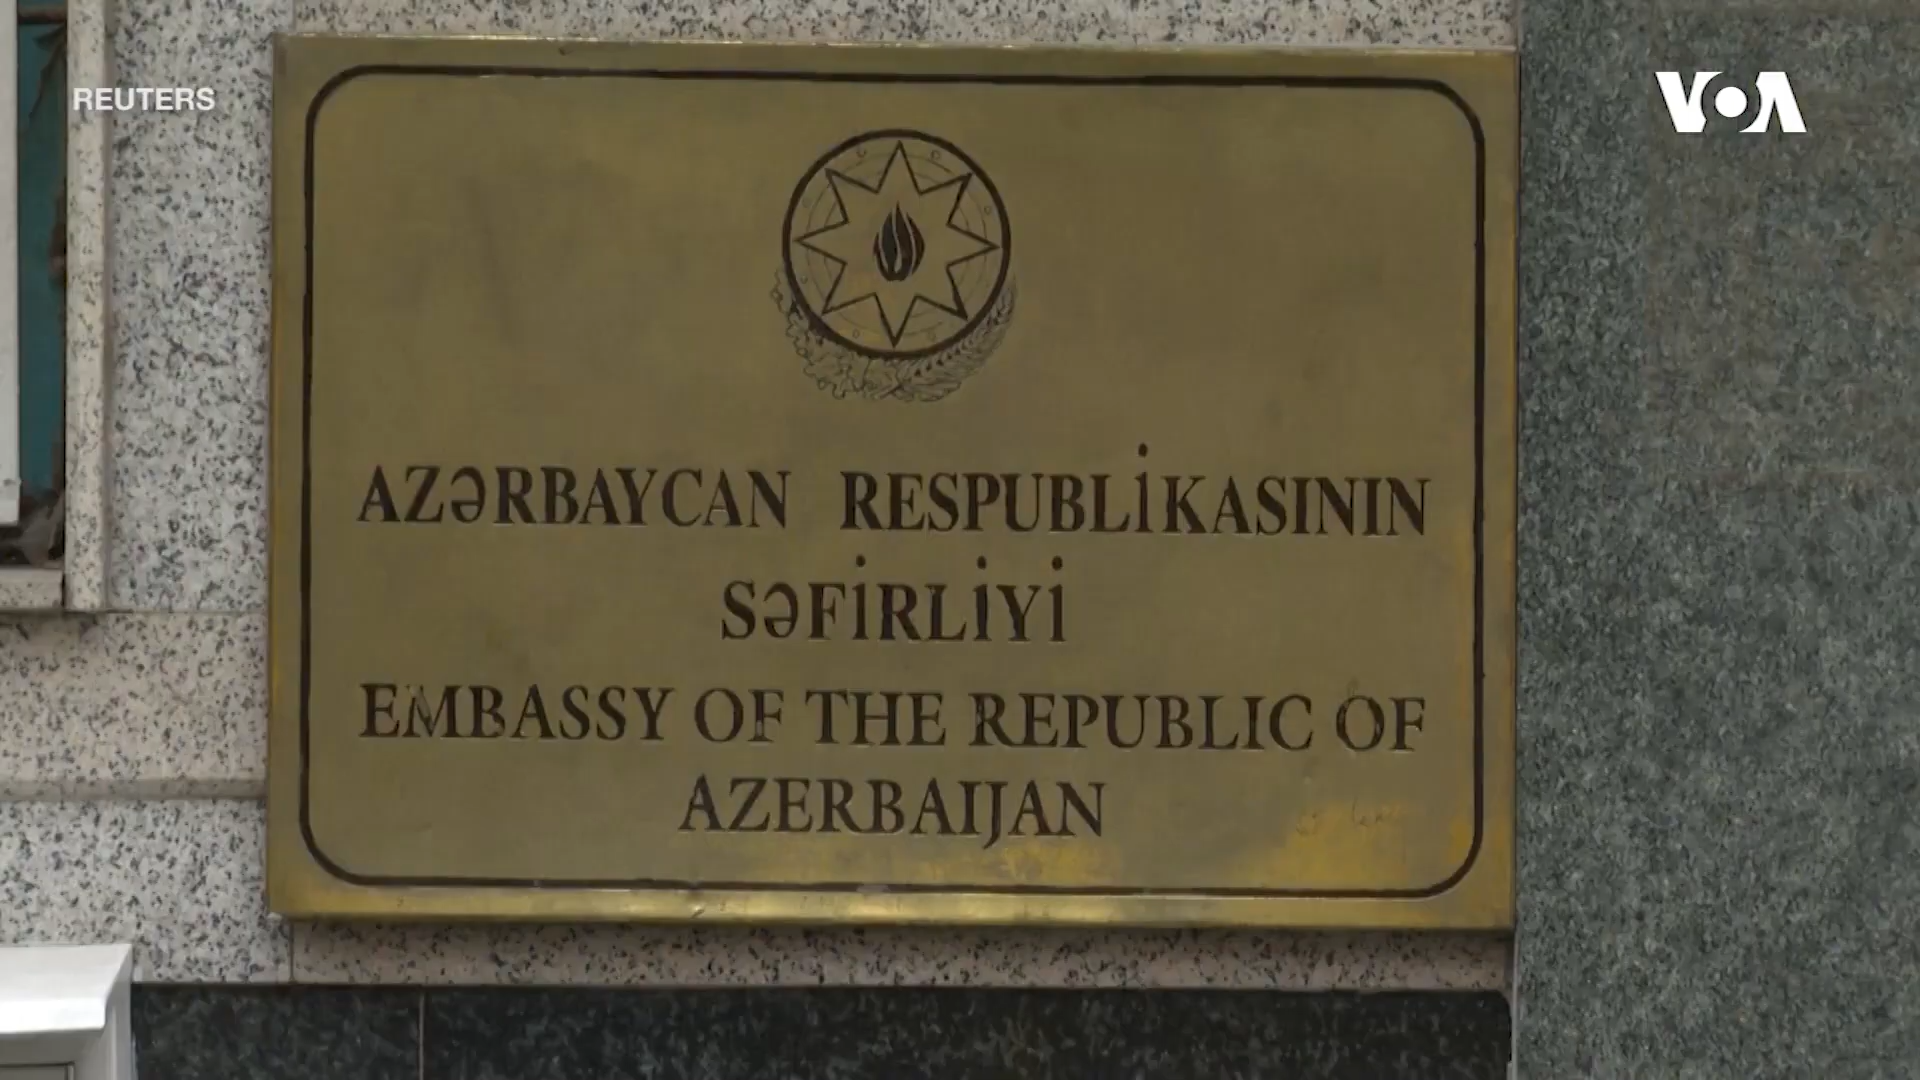 REUTERS
VOA
AZƏRBAYCAN RESPUBLİKASININ
SƏFİRLİYİ
EMBASSY OF THE REPUBLIC OF
AZERBAIJAN